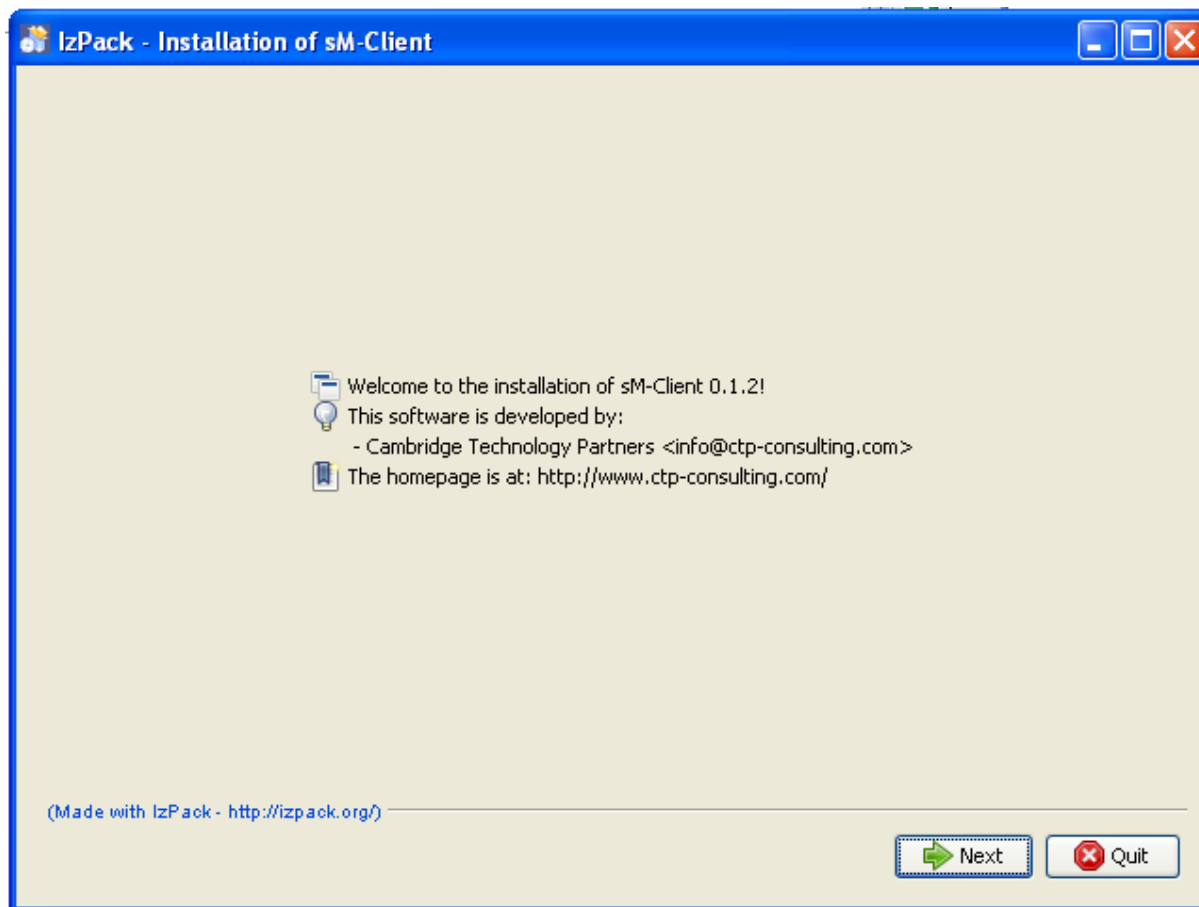 IzPack - Installation of sM-Client
Welcome to the installation of sM-Client 0.1.2!
This software is developed by:
- Cambridge Technology Partners <info@ctp-consulting.com>
The homepage is at: http://www.ctp-consulting.com/
(Made with IzPack - http://izpack.org/)
Next
Quit